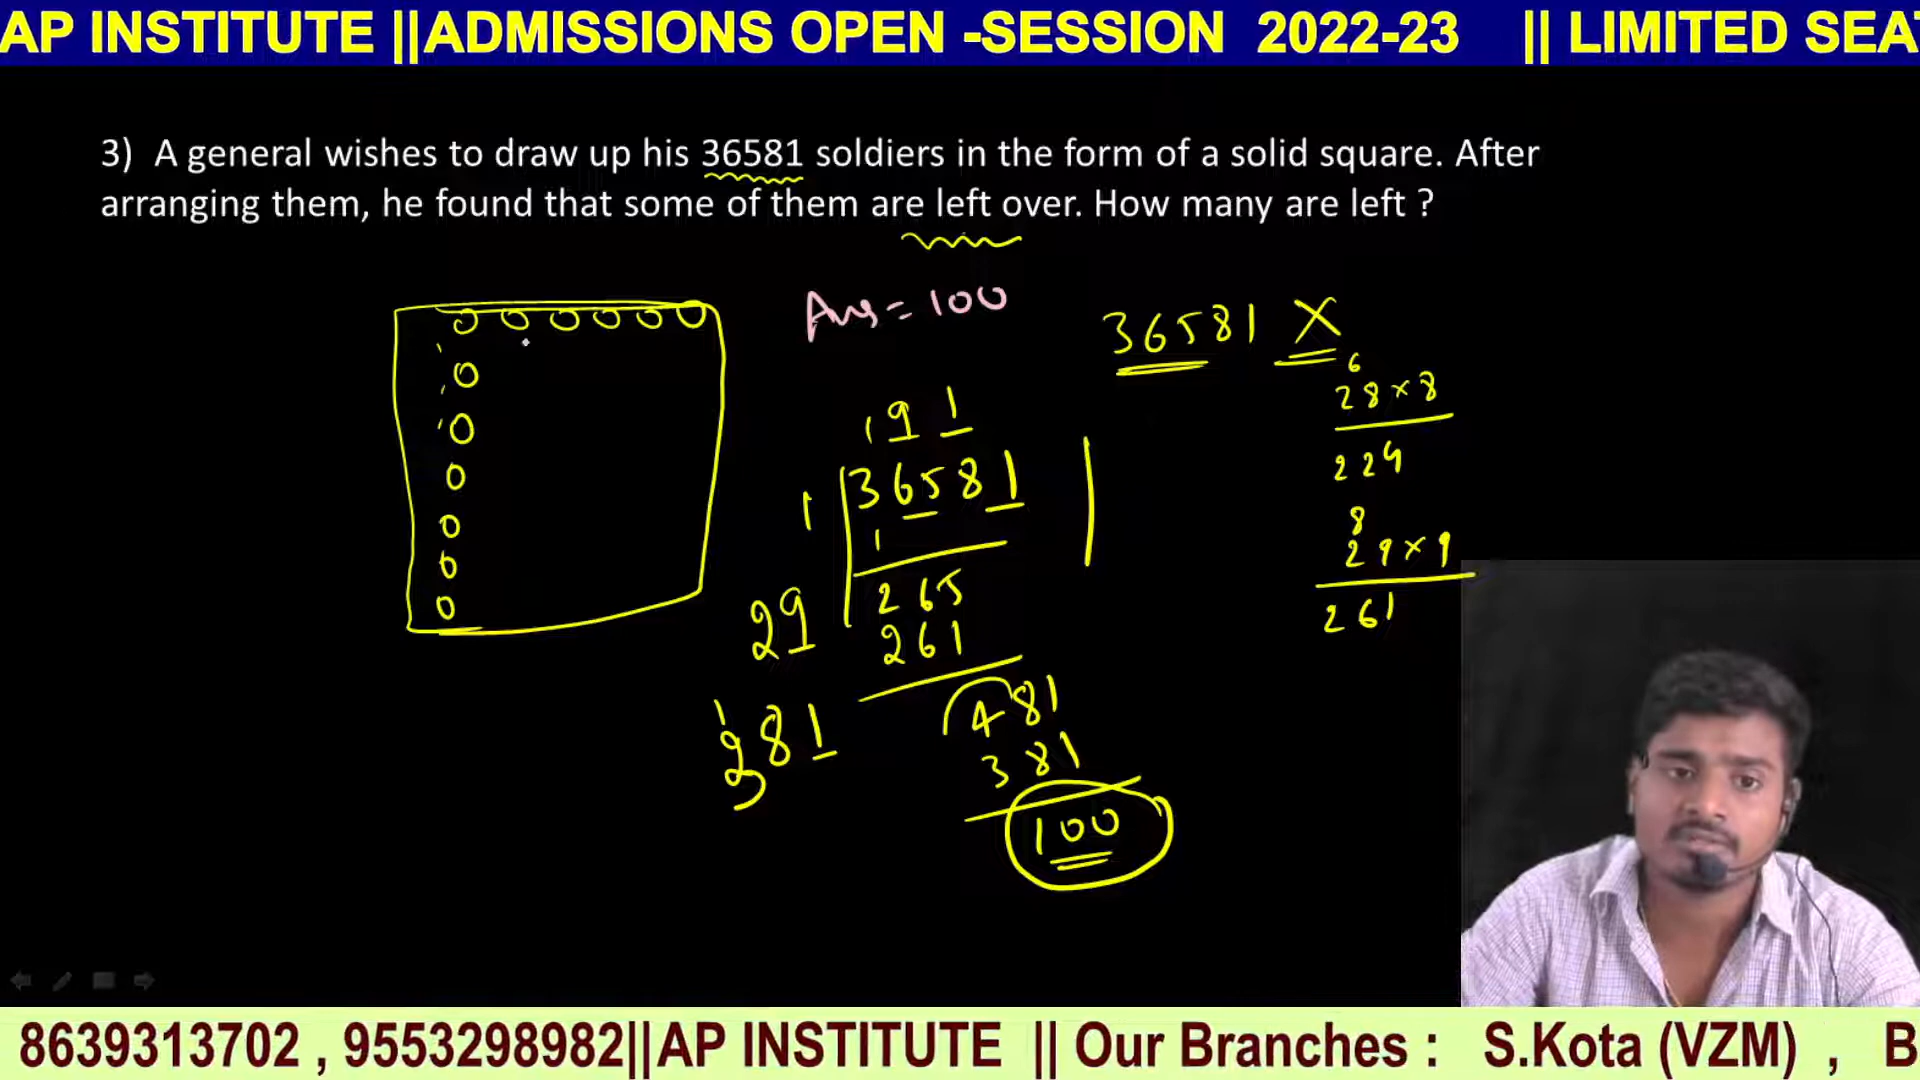 AP INSTITUTE ||ADMISSIONS OPEN -SESSION 2022-23 || LIMITED SEA
3) A general wishes to draw up his 36581 soldiers in the form of a solid square. After
arranging them, he found that some of them are left over. How many are left ?
Ans = 100
36581 X
6
28×8
224
8
29×9
261
191
1 36581
1
265
29 261
481
1
381 381
100
8639313702 , 9553298982||AP INSTITUTE || Our Branches : S.Kota (VZM) , B